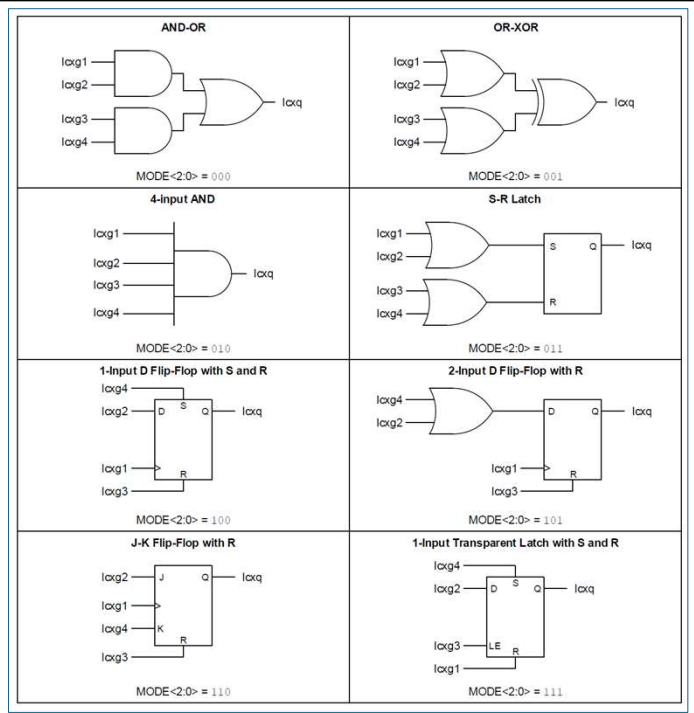 AND-OR
lcxg1
lcxg2
lcxg3
lcxg4
lcxq
MODE<2:0> = 000
OR-XOR
lcxg1
lcxg2
lcxg3
lcxg4
lcxq
MODE<2:0> = 001
4-input AND
lcxg1
lcxg2
lcxg3
lcxg4
lcxq
MODE<2:0> = 010
S-R Latch
lcxg1
lcxg2
lcxg3
lcxg4
S
Q
lcxq
R
MODE<2:0> = 011
1-Input D Flip-Flop with S and R
lcxg4
lcxg2
D
S
Q
lcxq
lcxg1
R
lcxg3
MODE<2:0> = 100
2-Input D Flip-Flop with R
lcxg4
lcxg2
D
Q
lcxq
lcxg1
R
lcxg3
MODE<2:0> = 101
J-K Flip-Flop with R
lcxg2
J
Q
lcxq
lcxg1
lcxg4
K
R
lcxg3
MODE<2:0> = 110
1-Input Transparent Latch with S and R
lcxg4
lcxg2
D
S
Q
lcxq
lcxg3
LE
R
lcxg1
MODE<2:0> = 111